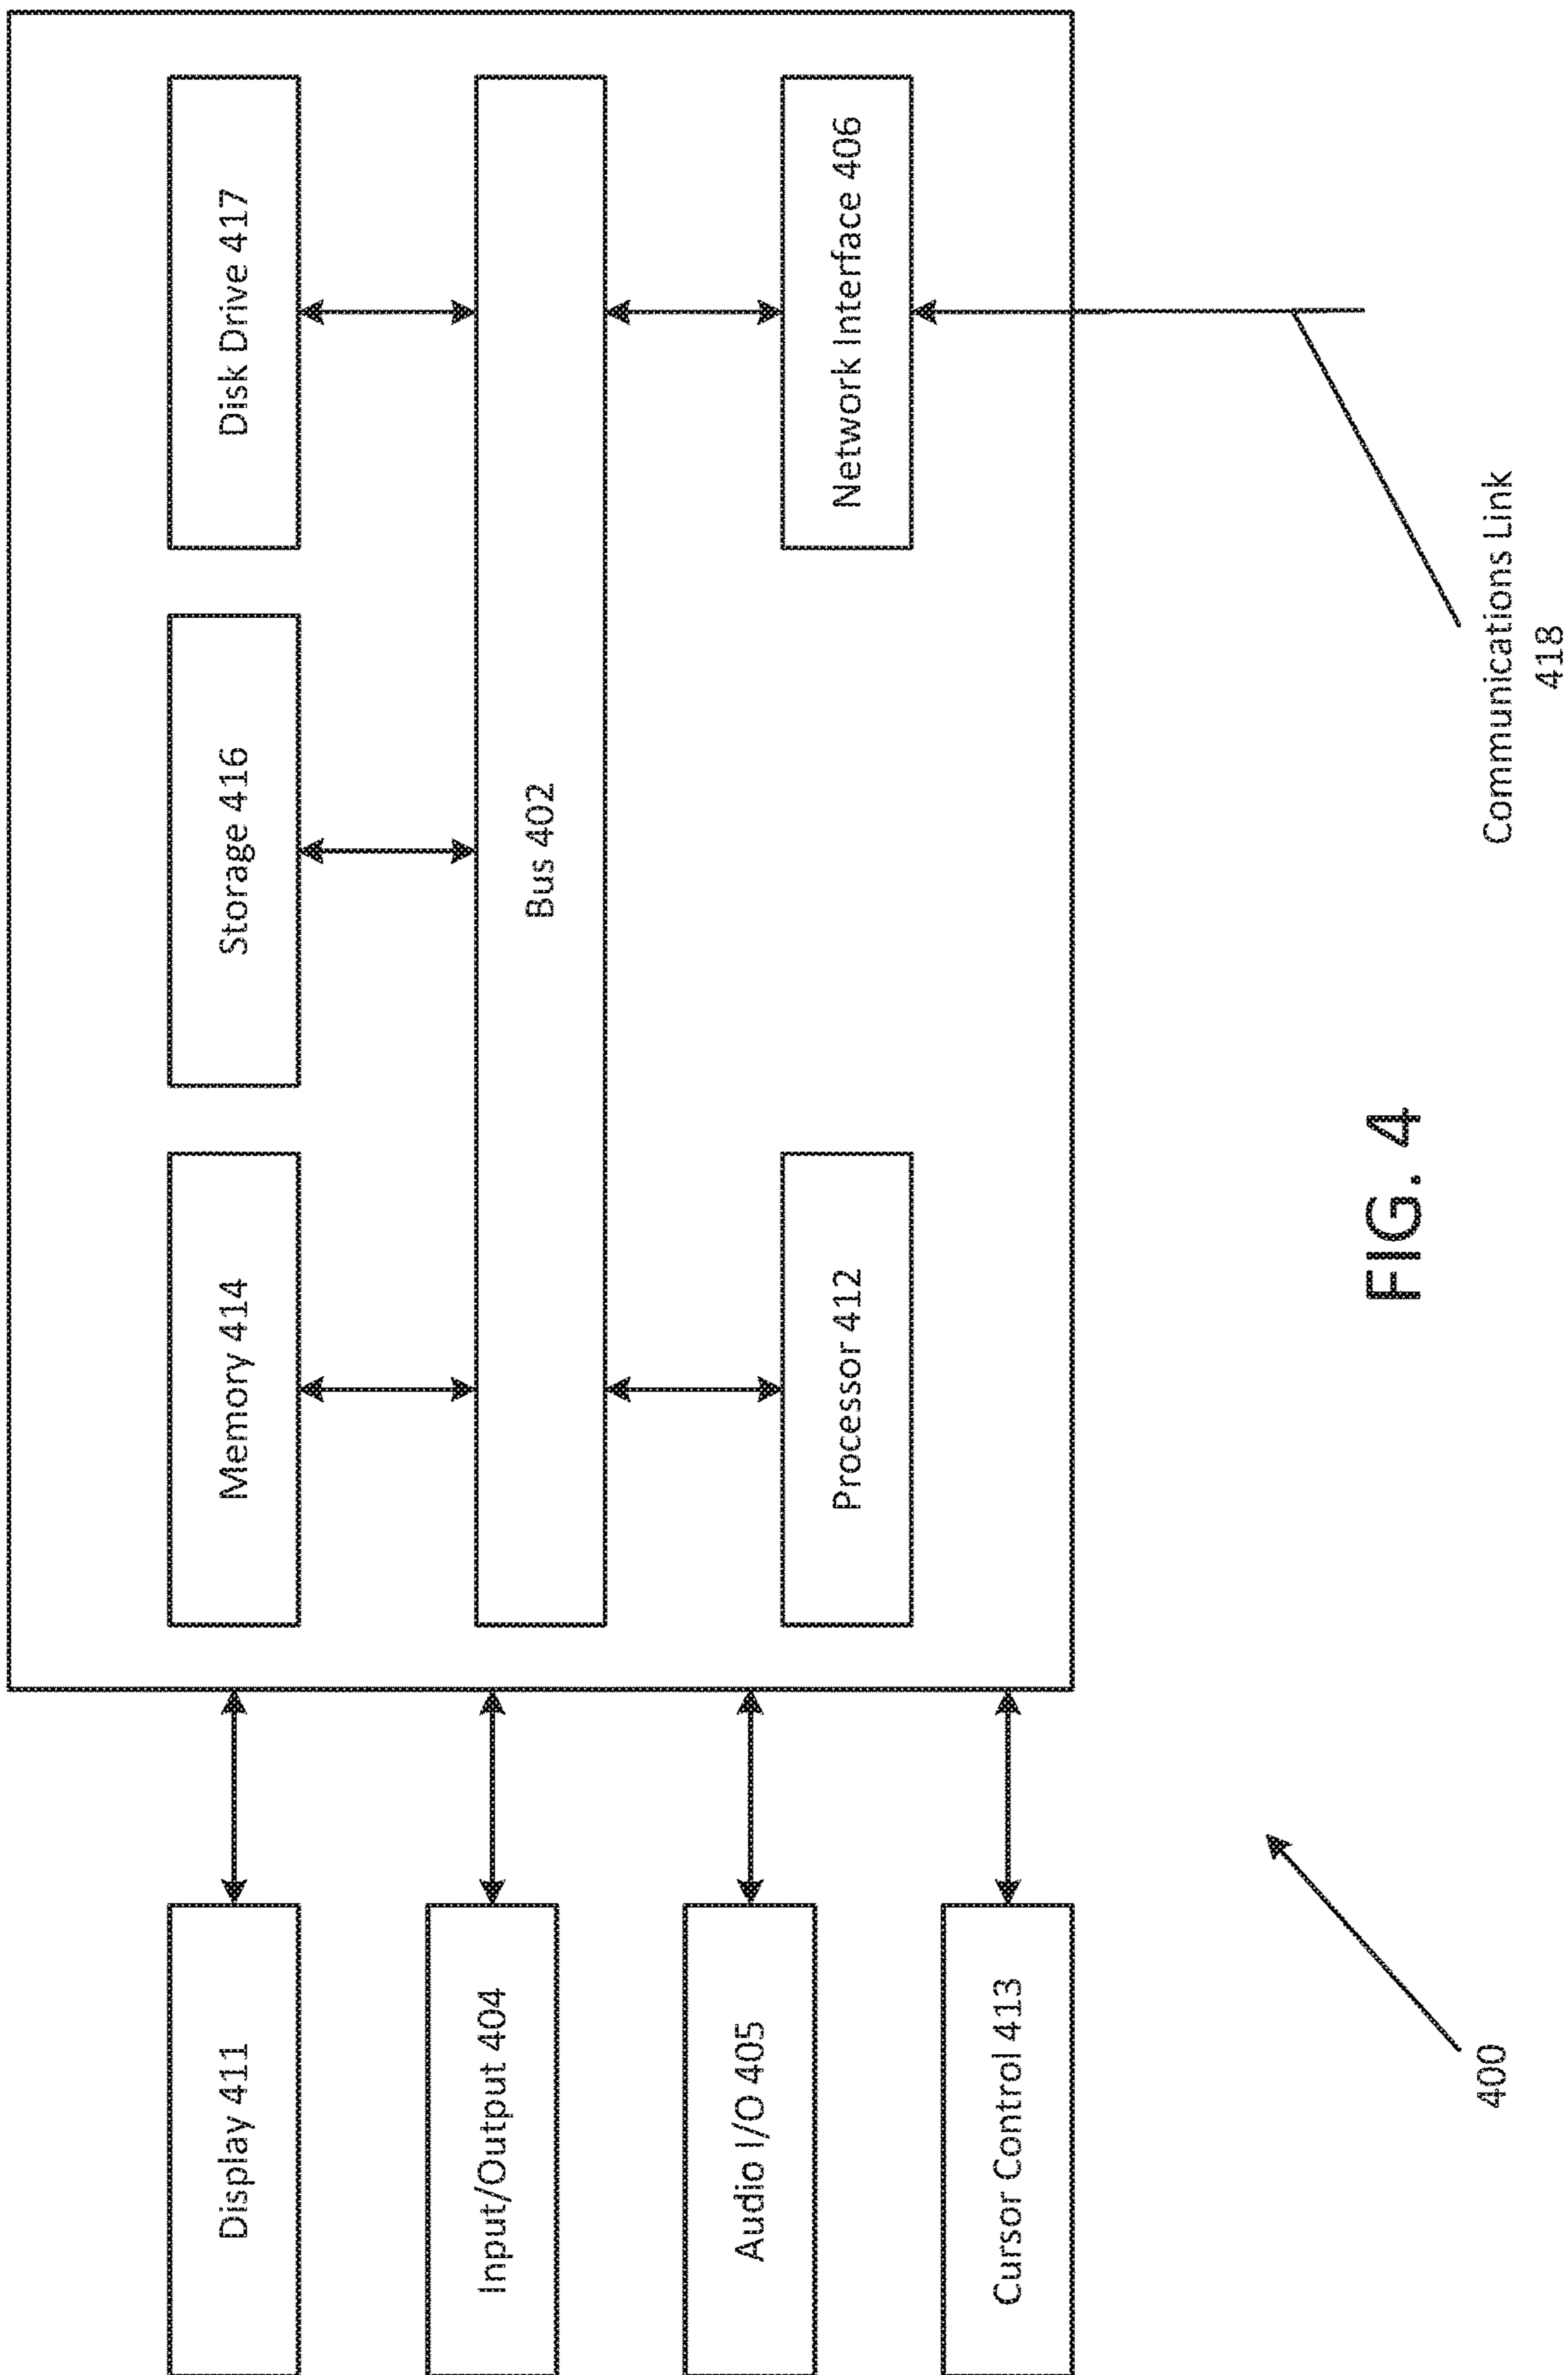 Display 411
Memory 414
Storage 416
Disk Drive 417
Input/Output 404
Bus 402
Audio I/O 405
Cursor Control 413
Processor 412
Network Interface 406
400
FIG. 4
Communications Link
418